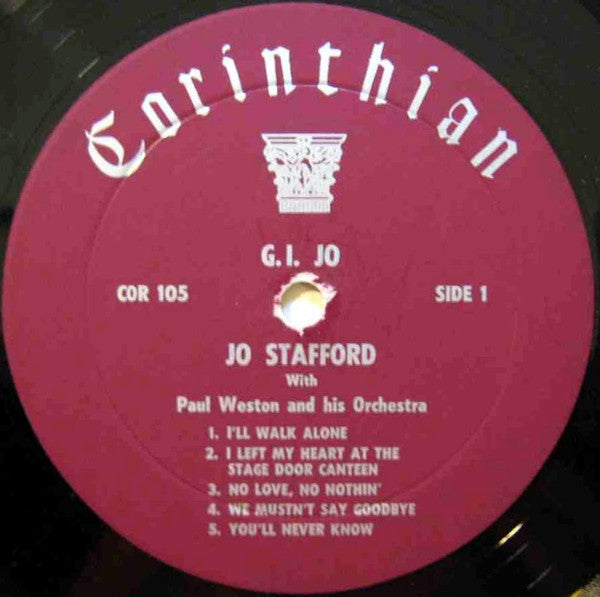 Corinthian
G.I. JO
COR 105
SIDE 1
JO STAFFORD
With
Paul Weston and his Orchestra
1. I'LL WALK ALONE
2. I LEFT MY HEART AT THE
STAGE DOOR CANTEEN
3. NO LOVE, NO NOTHIN'
4. WE MUSTN'T SAY GOODBYE
5. YOU'LL NEVER KNOW